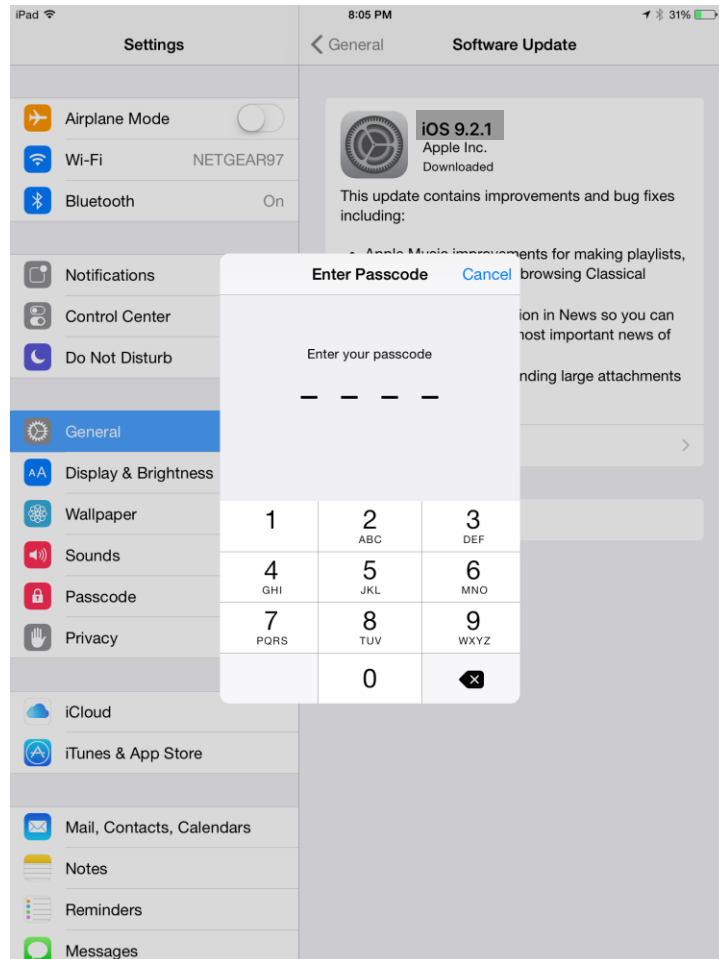 iPad 8:05 PM 31%
Settings
General Software Update
Airplane Mode
Wi-Fi NETGEAR97
Bluetooth On
Notifications
Control Center
Do Not Disturb
General
AA Display & Brightness
Wallpaper
Sounds
Passcode
Privacy
iCloud
iTunes & App Store
Mail, Contacts, Calendars
Notes
Reminders
Messages
iOS 9.2.1
Apple Inc.
Downloaded
This update contains improvements and bug fixes
including:
making playlists,
browsing Classical
in News so you can
most important news of
large attachments
Enter Passcode Cancel
Enter your passcode
1 2 3
ABC DEF
4 5 6
GHI JKL MNO
7 8 9
PQRS TUV WXYZ
0